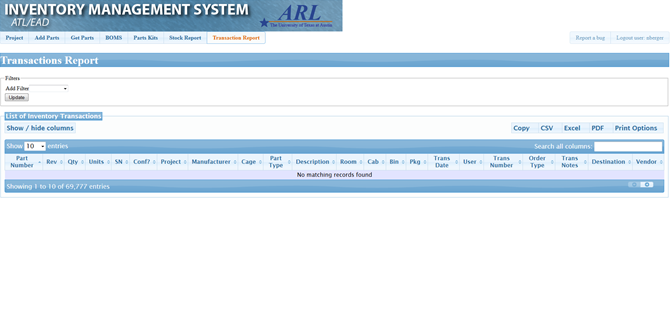 INVENTORY MANAGEMENT SYSTEM
ATL/EAD
ARL
The University of Texas at Austin
Project Add Parts Get Parts BOMS Parts Kits Stock Report Transaction Report Report a bug Logout user: nberger
Transactions Report
Filters
Add Filter
Update
List of Inventory Transactions
Show / hide columns Copy CSV Excel PDF Print Options
Show 10 entries Search all columns:
Part Number Rev Qty Units SN Conf? Project Manufacturer Cage Part Type Description Room Cab Bin Pkg Trans Date User Trans Number Order Type Trans Notes Destination Vendor
No matching records found
Showing 1 to 10 of 69,777 entries